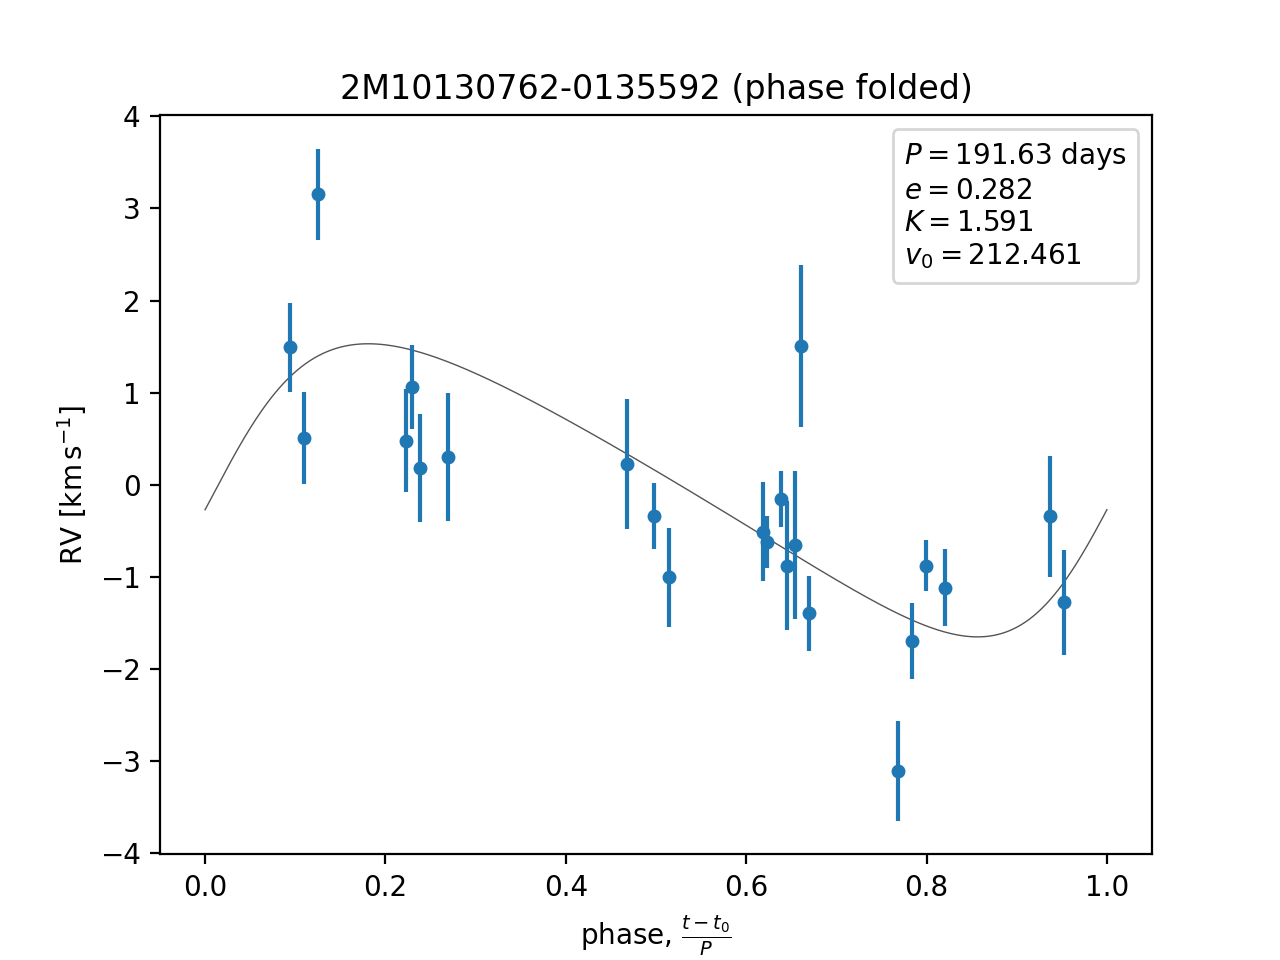 2M10130762-0135592 (phase folded)
P = 191.63 days
e = 0.282
K = 1.591
v₀ = 212.461
4
3
2
1
0
−1
−2
−3
−4
RV [km s⁻¹]
0.0 0.2 0.4 0.6 0.8 1.0
phase, (t − t₀)/P